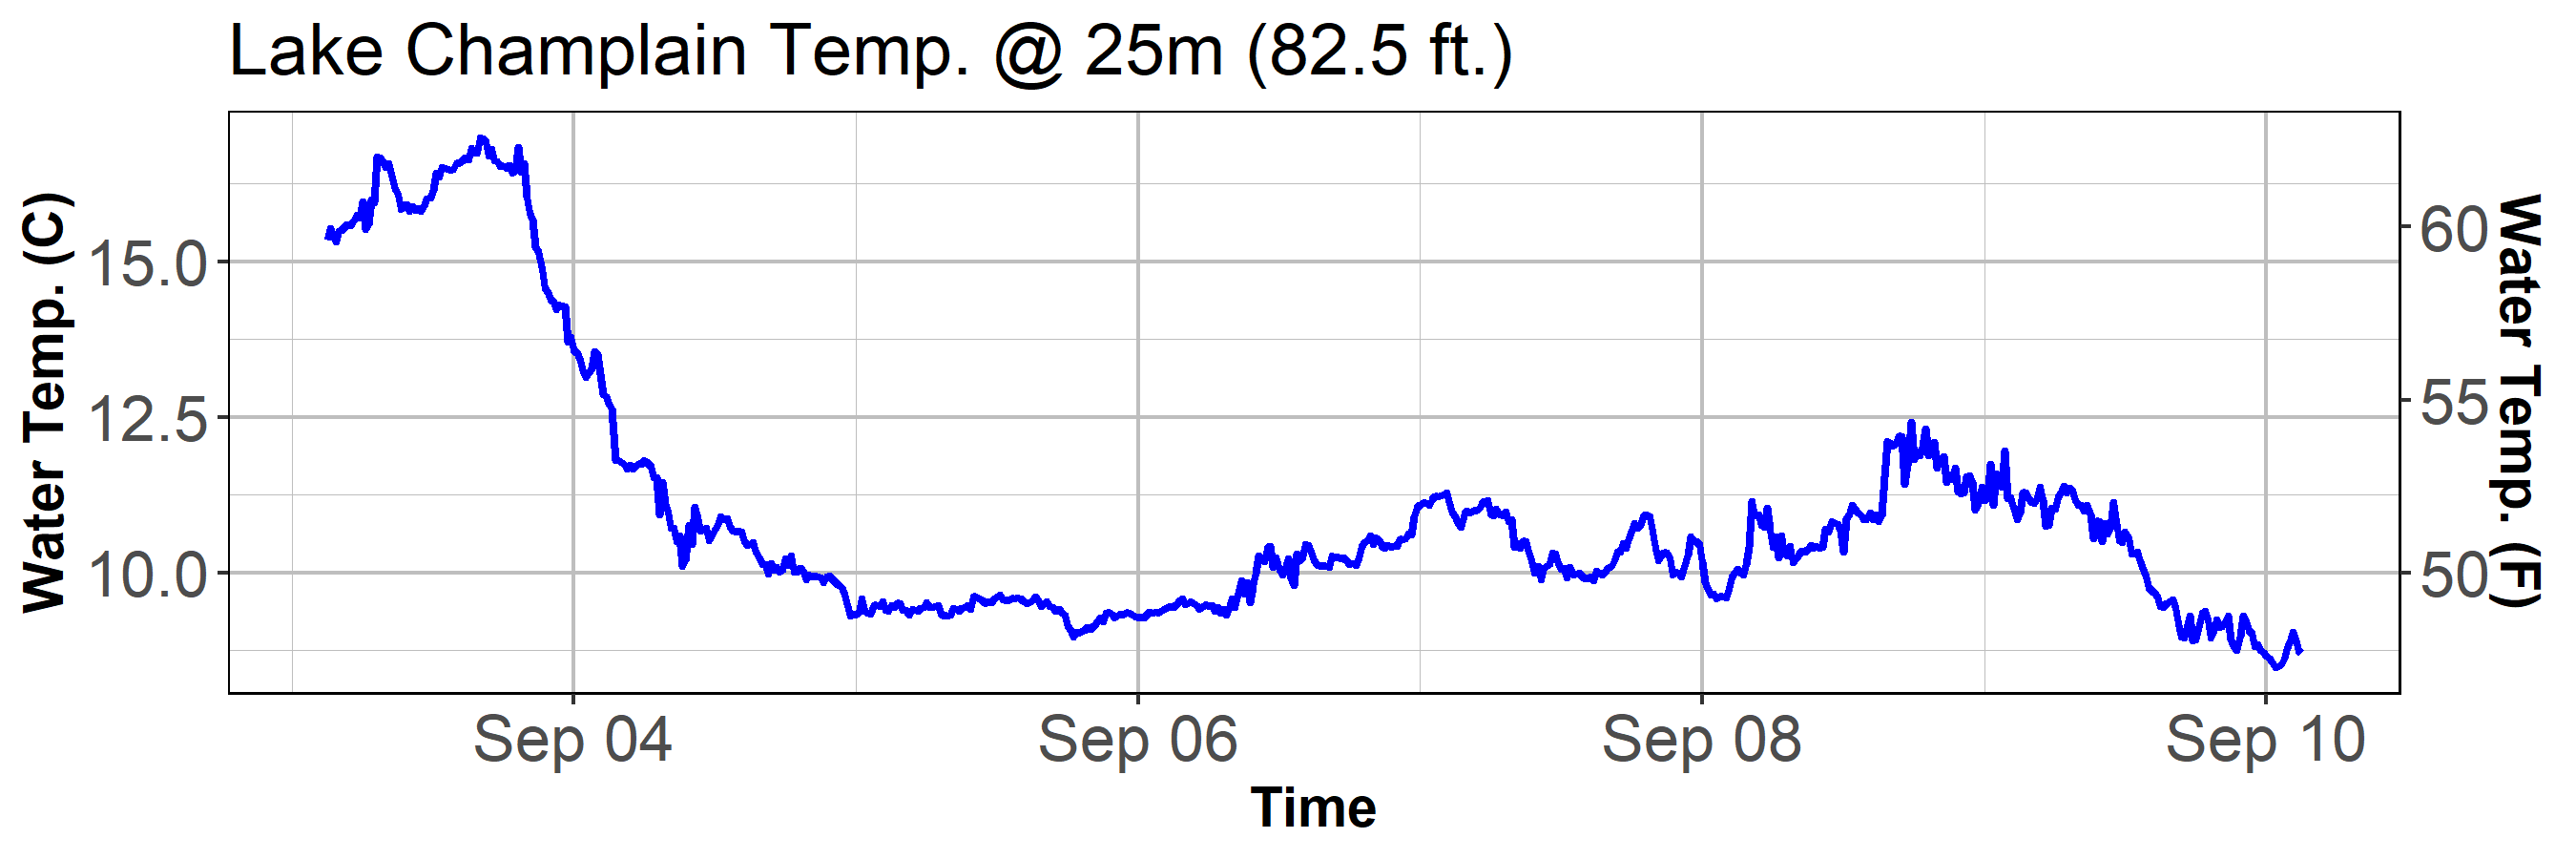 Lake Champlain Temp. @ 25m (82.5 ft.)
Water Temp. (C)
15.0
12.5
10.0
60
55
50
Water Temp. (F)
Sep 04 Sep 06 Sep 08 Sep 10
Time